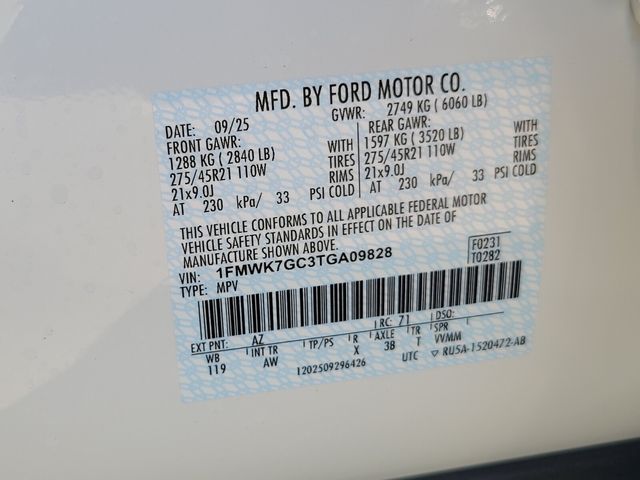 MFD. BY FORD MOTOR CO.
DATE: 09/25 GVWR: 2749 KG ( 6060 LB)
FRONT GAWR: REAR GAWR:
1288 KG ( 2840 LB) WITH 1597 KG ( 3520 LB) WITH
275/45R21 110W TIRES 275/45R21 110W TIRES
21x9.0J RIMS 21x9.0J RIMS
AT 230 kPa/ 33 PSI COLD AT 230 kPa/ 33 PSI COLD
THIS VEHICLE CONFORMS TO ALL APPLICABLE FEDERAL MOTOR
VEHICLE SAFETY STANDARDS IN EFFECT ON THE DATE OF
MANUFACTURE SHOWN ABOVE.
VIN: 1FMWK7GC3TGA09828 F0231
TYPE: MPV T0282
EXT PNT: AZ RC: 71 DSO:
WB INT TR TP/PS R AXLE TR SPR
119 AW X 3B T VVMM
1202509296426 UTC ▽ RU5A-1520472-AB